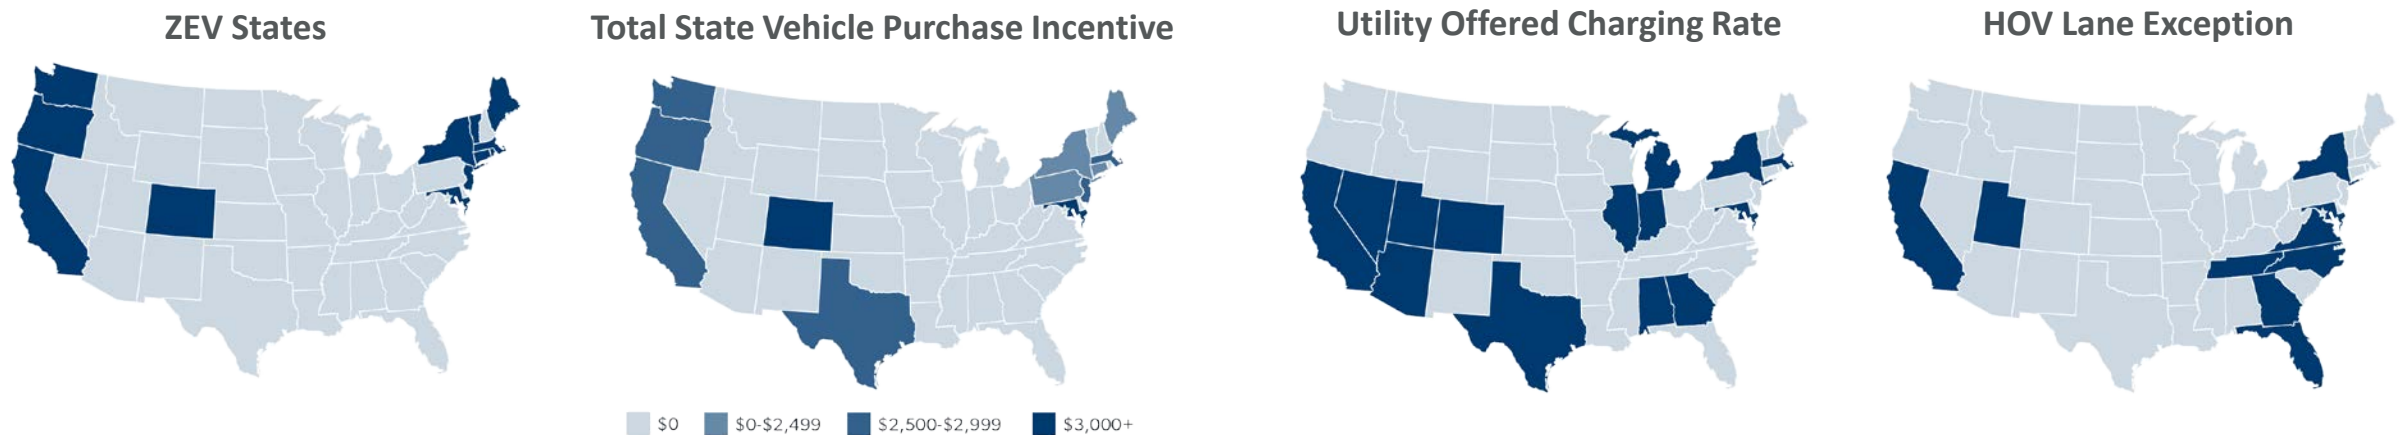 ZEV States
Total State Vehicle Purchase Incentive
Utility Offered Charging Rate
HOV Lane Exception
$0
$0-$2,499
$2,500-$2,999
$3,000+